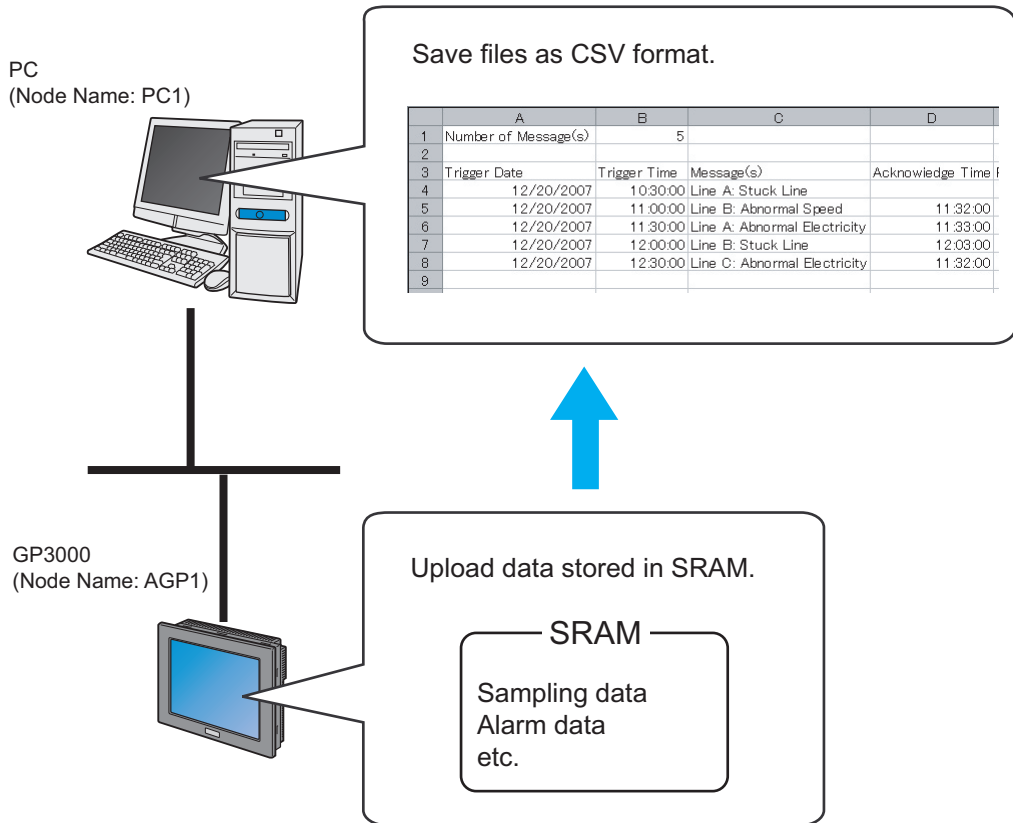 PC
(Node Name: PC1)
Save files as CSV format.
A B C D
1 Number of Message(s) 5
2
3 Trigger Date Trigger Time Message(s) Acknowiedge Time
4 12/20/2007 10:30:00 Line A: Stuck Line
5 12/20/2007 11:00:00 Line B: Abnormal Speed 11:32:00
6 12/20/2007 11:30:00 Line A: Abnormal Electricity 11:33:00
7 12/20/2007 12:00:00 Line B: Stuck Line 12:03:00
8 12/20/2007 12:30:00 Line C: Abnormal Electricity 11:32:00
9
GP3000
(Node Name: AGP1)
Upload data stored in SRAM.
SRAM
Sampling data
Alarm data
etc.